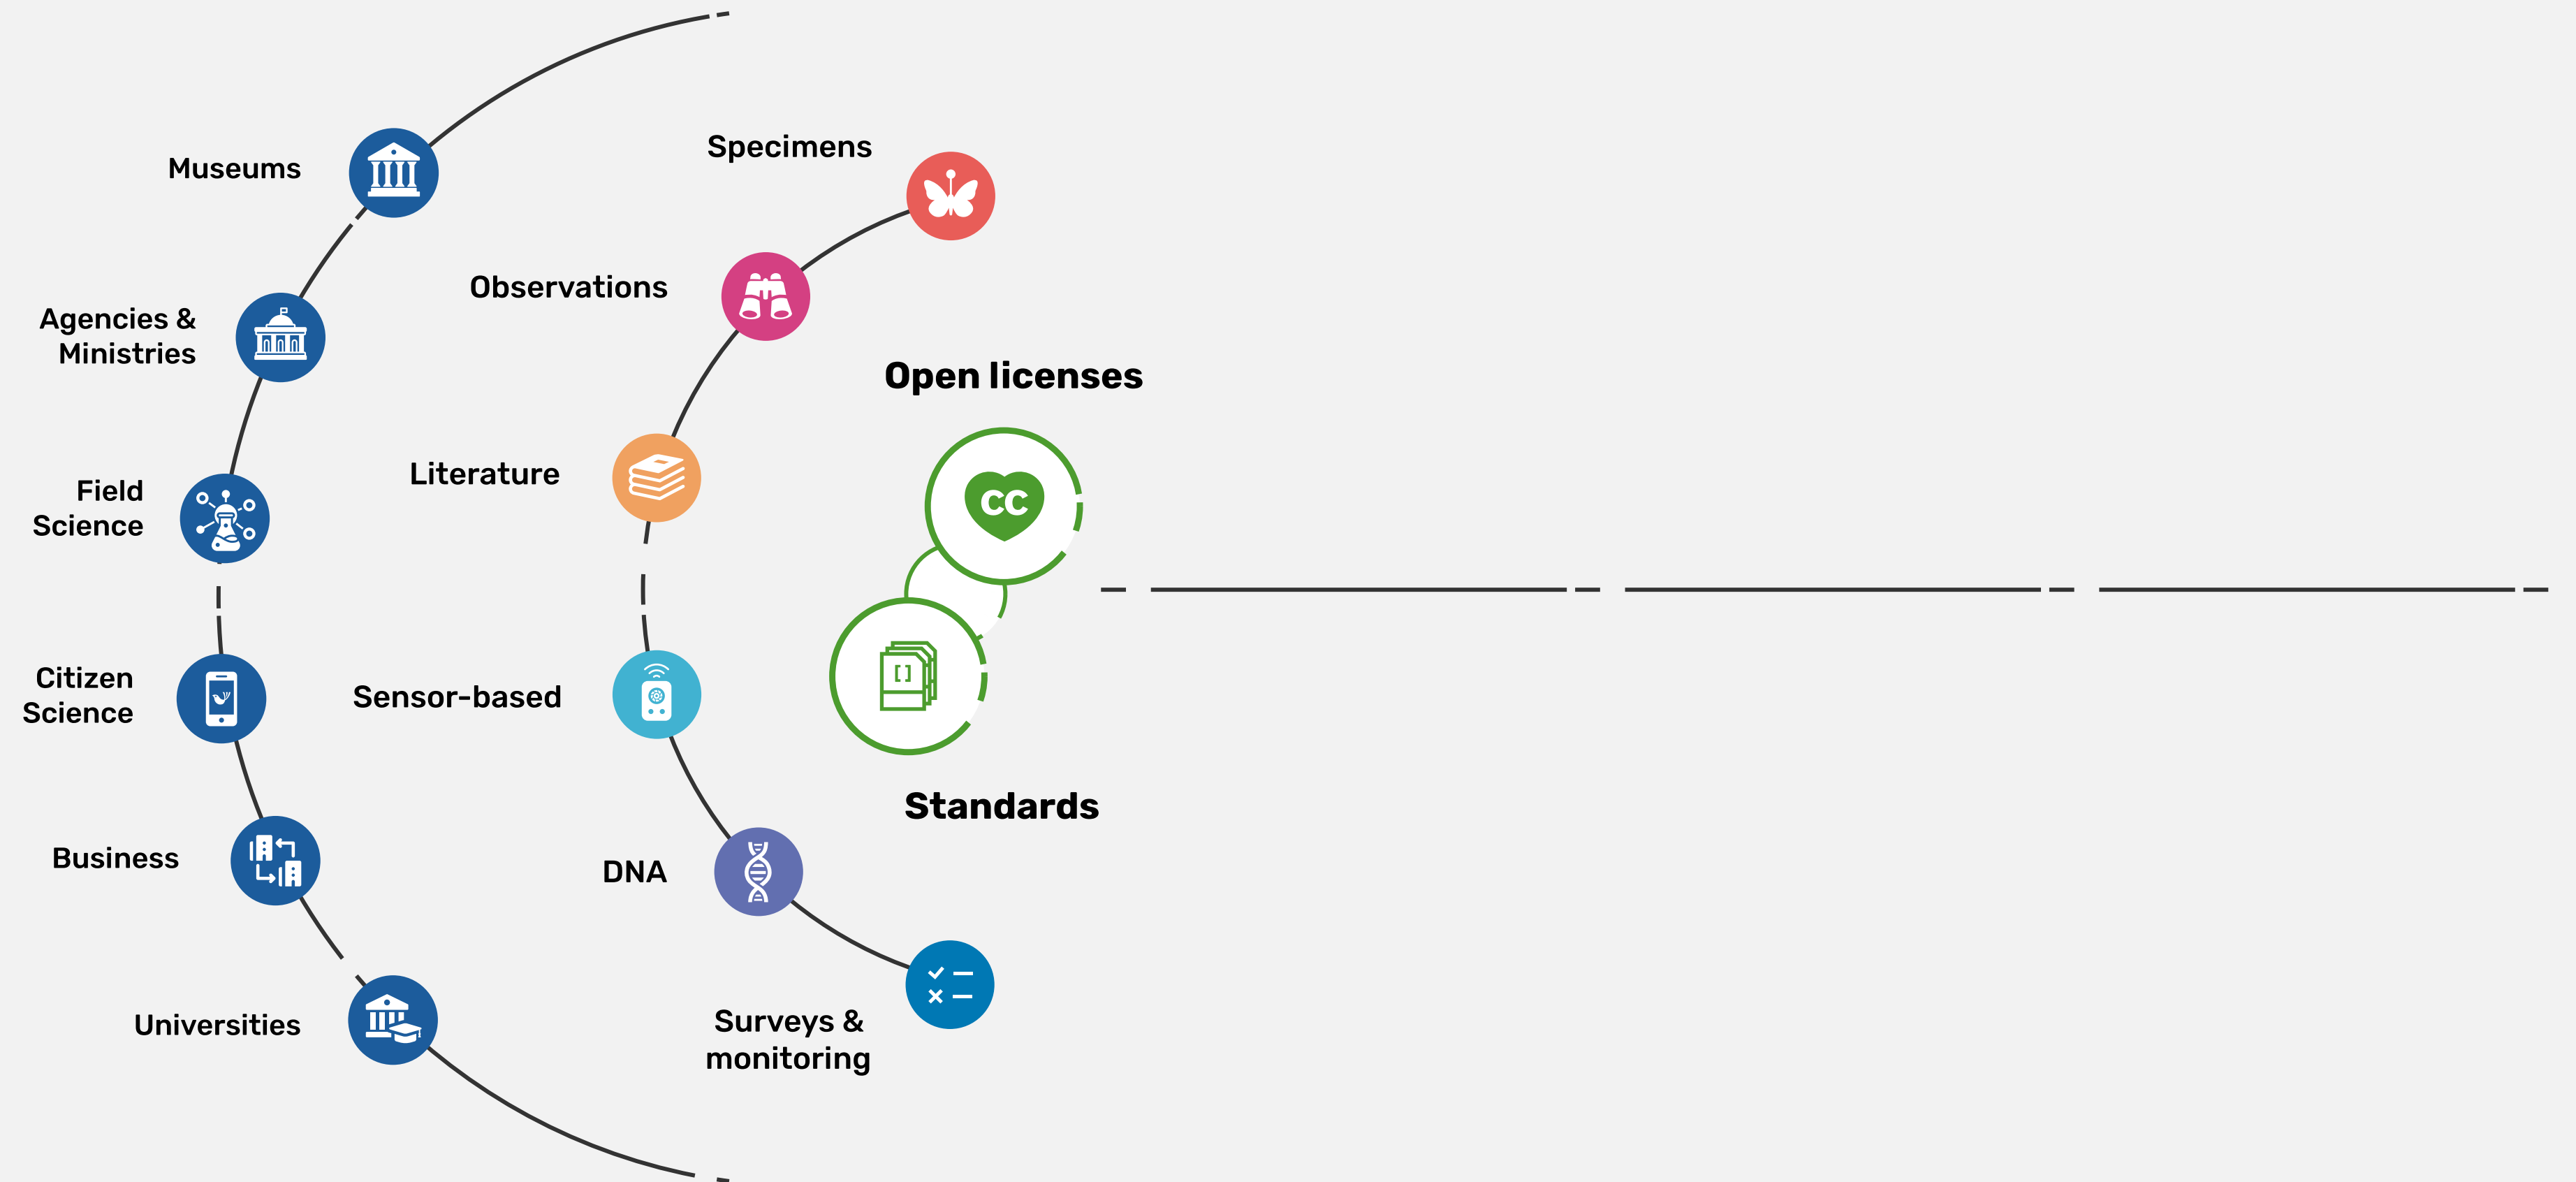 Museums
Agencies &
Ministries
Field
Science
Citizen
Science
Business
Universities
Specimens
Observations
Literature
Sensor-based
DNA
Surveys &
monitoring
Open licenses
CC
[ ]
Standards